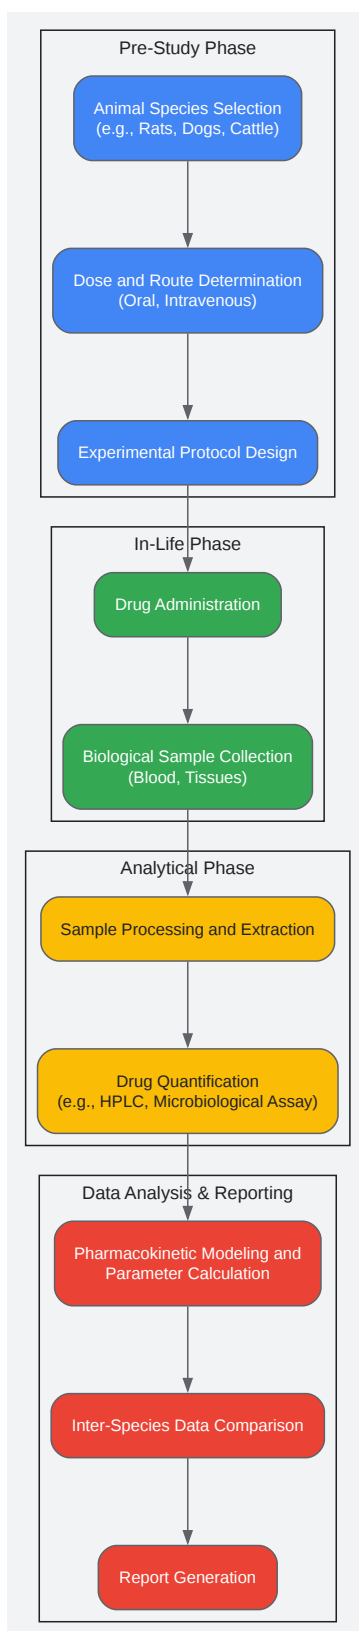 Pre-Study Phase
Animal Species Selection
(e.g., Rats, Dogs, Cattle)
Dose and Route Determination
(Oral, Intravenous)
Experimental Protocol Design
In-Life Phase
Drug Administration
Biological Sample Collection
(Blood, Tissues)
Analytical Phase
Sample Processing and Extraction
Drug Quantification
(e.g., HPLC, Microbiological Assay)
Data Analysis & Reporting
Pharmacokinetic Modeling and
Parameter Calculation
Inter-Species Data Comparison
Report Generation